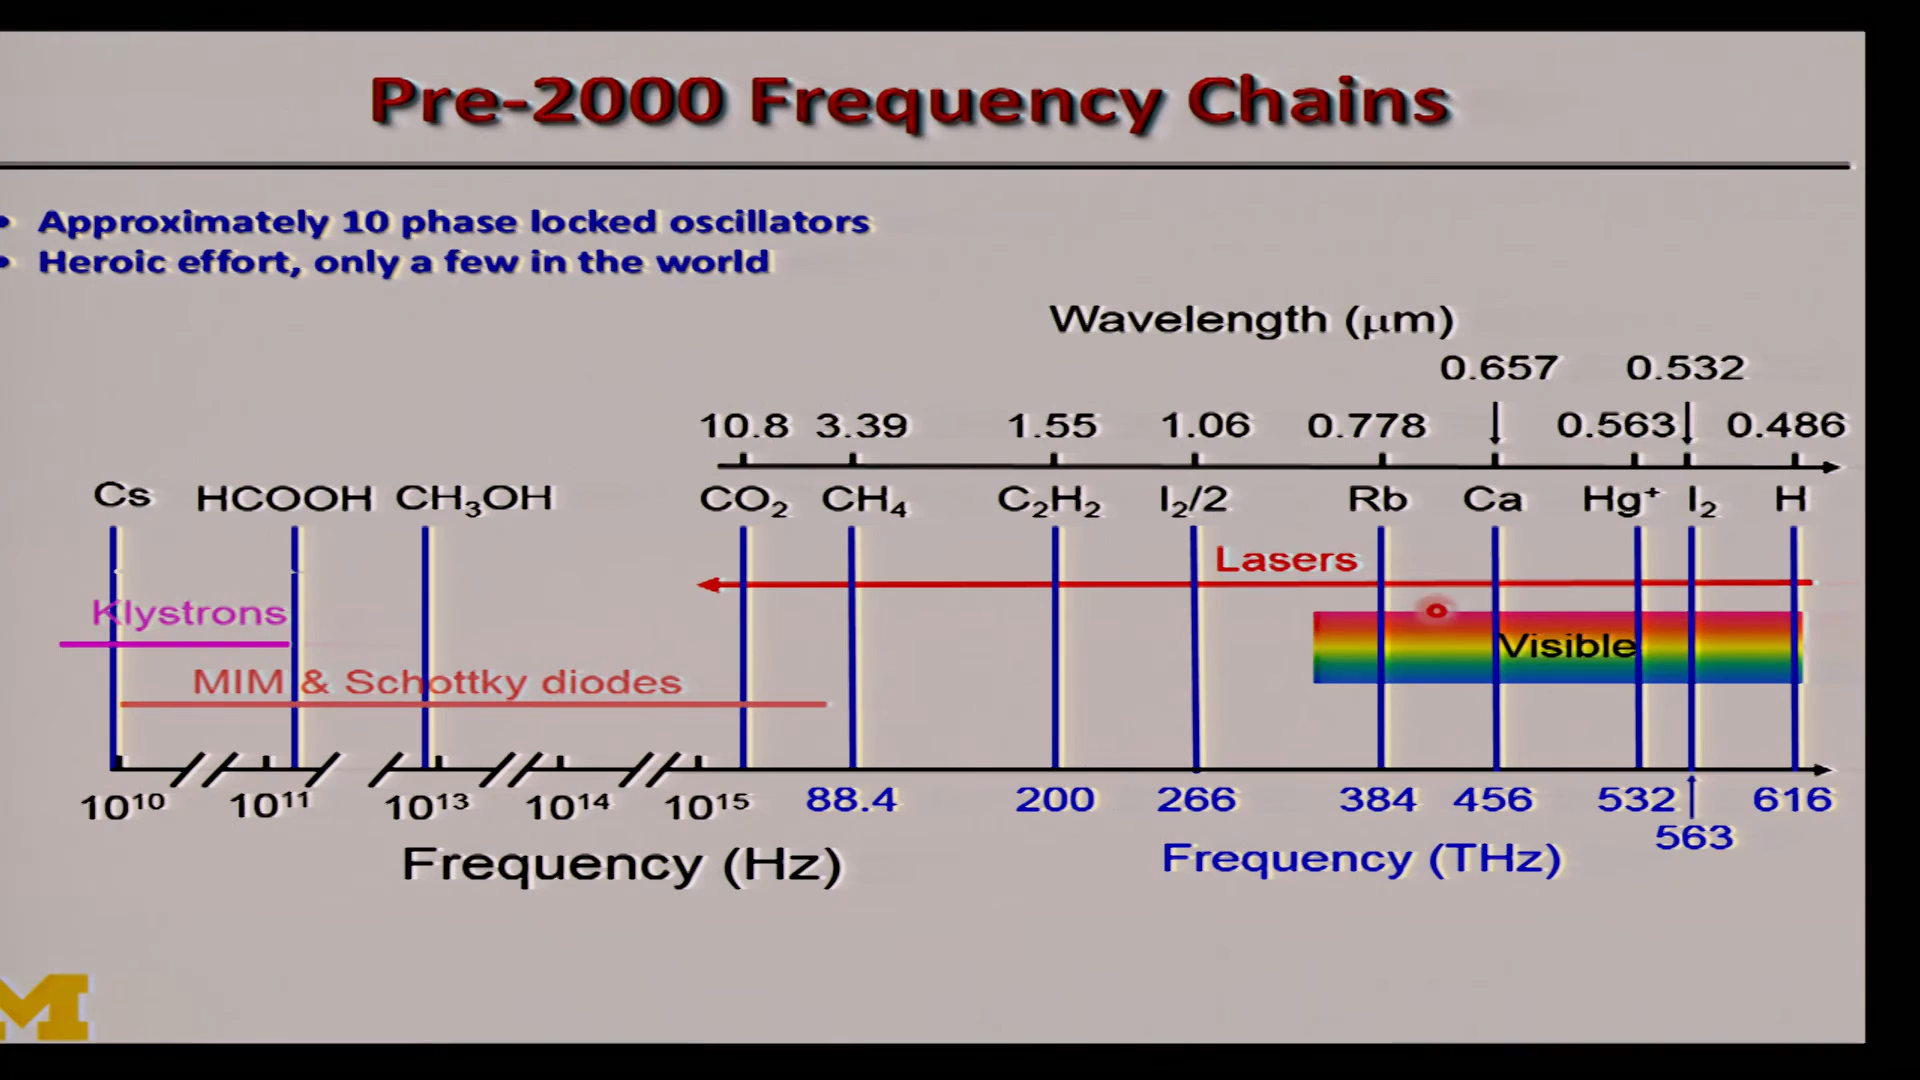 Pre-2000 Frequency Chains
• Approximately 10 phase locked oscillators
• Heroic effort, only a few in the world
Wavelength (μm)
0.657 0.532
10.8 3.39 1.55 1.06 0.778 0.563 0.486
Cs HCOOH CH₃OH CO₂ CH₄ C₂H₂ I₂/2 Rb Ca Hg⁺ I₂ H
Lasers
Klystrons
Visible
MIM & Schottky diodes
10¹⁰ 10¹¹ 10¹³ 10¹⁴ 10¹⁵ 88.4 200 266 384 456 532 616
563
Frequency (Hz) Frequency (THz)
M